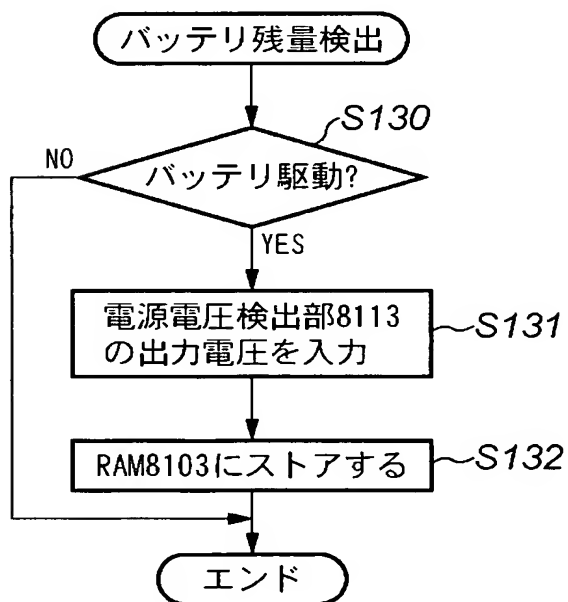 バッテリ残量検出
S130
NO
バッテリ駆動?
YES
電源電圧検出部8113
の出力電圧を入力
S131
RAM8103にストアする
S132
エンド